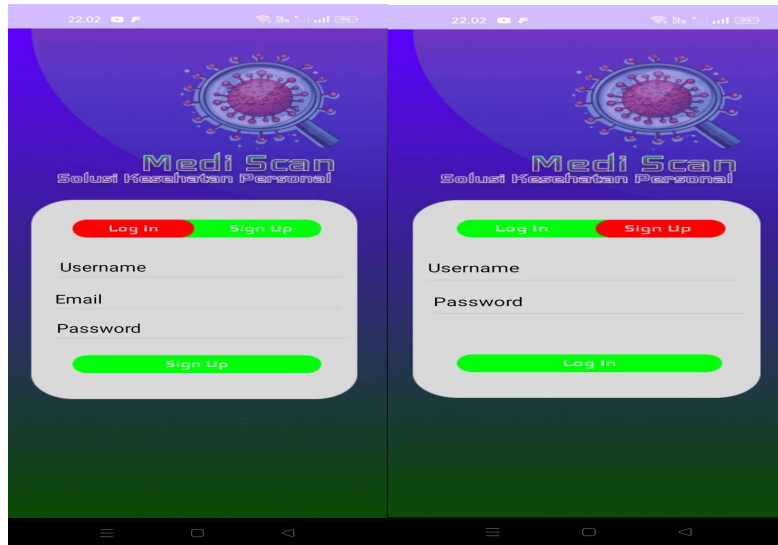 22.02
Medi Scan
Solusi Kesehatan Personal
Log In Sign Up
Username
Email
Password
Sign Up
22.02
Medi Scan
Solusi Kesehatan Personal
Log In Sign Up
Username
Password
Log In